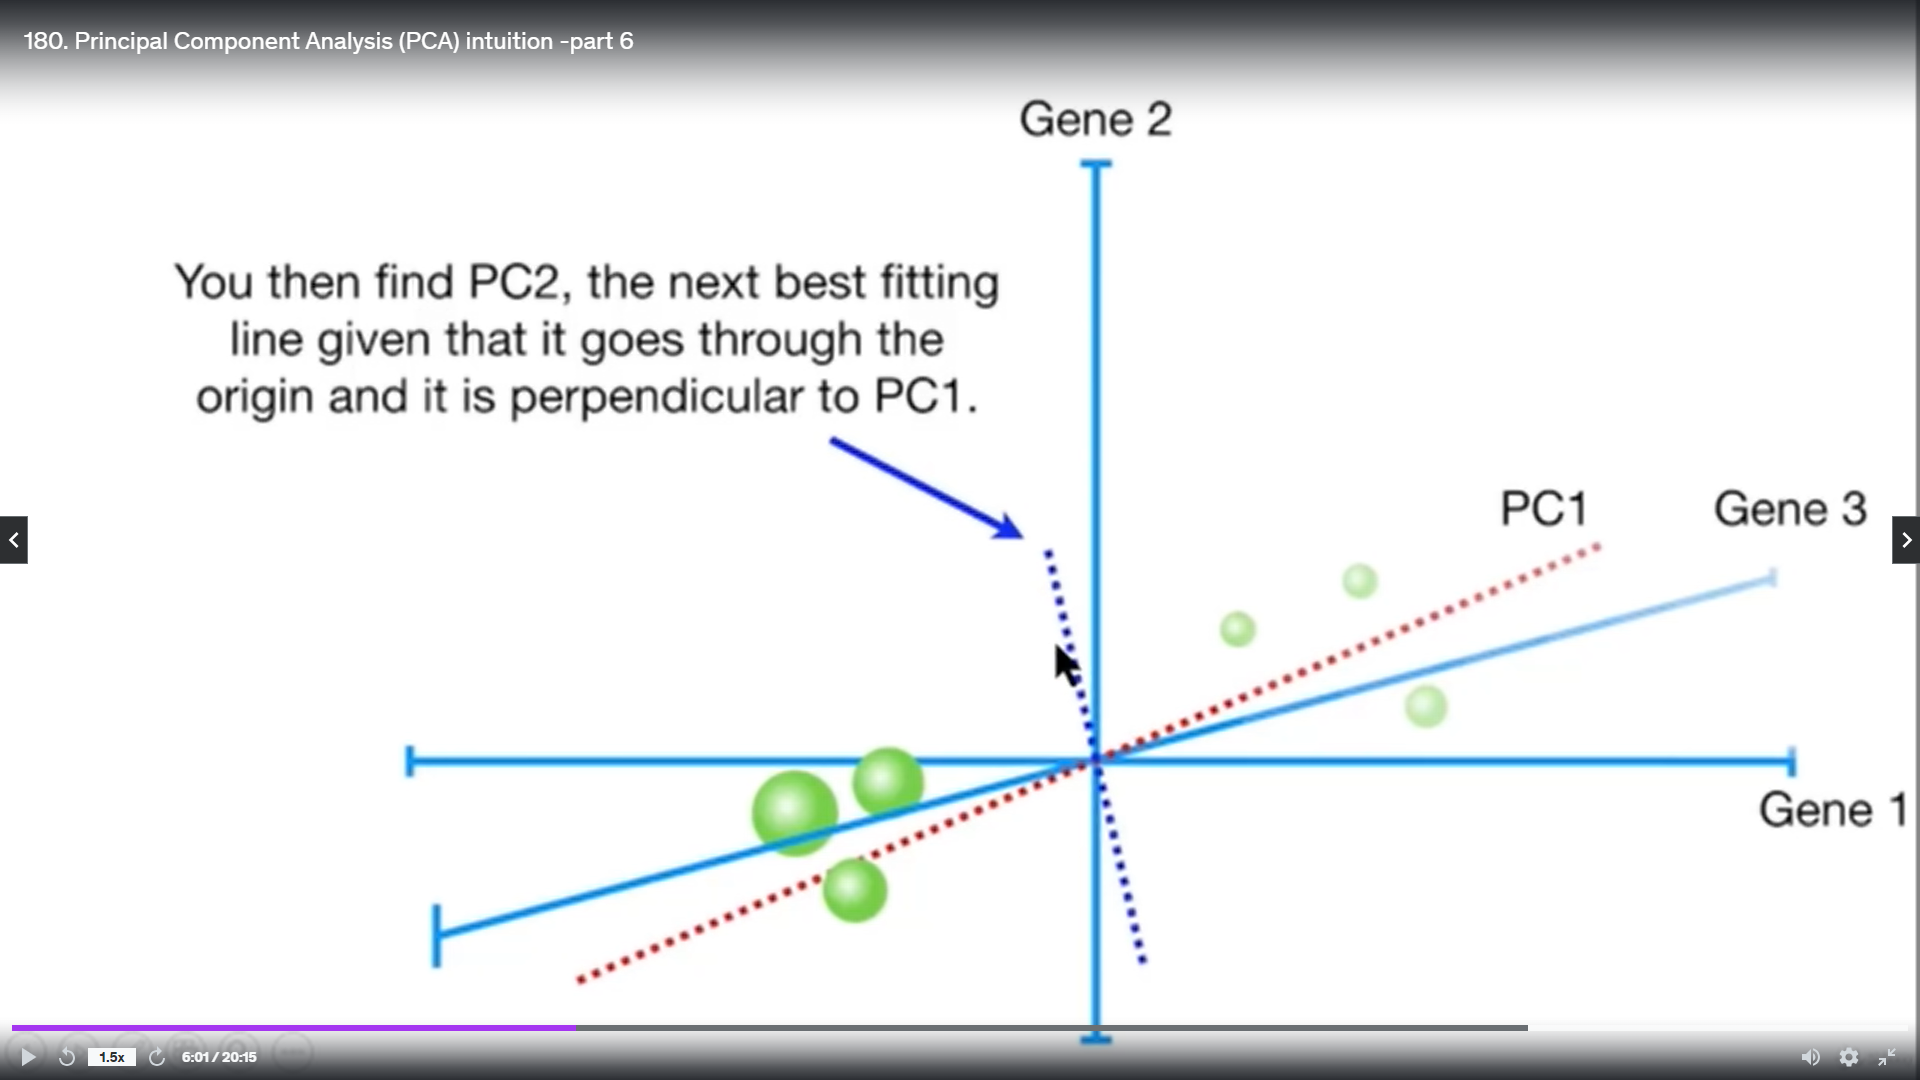 180. Principal Component Analysis (PCA) intuition -part 6
Gene 2
You then find PC2, the next best fitting
line given that it goes through the
origin and it is perpendicular to PC1.
PC1
Gene 3
Gene 1
1.5x
6:01 / 20:15